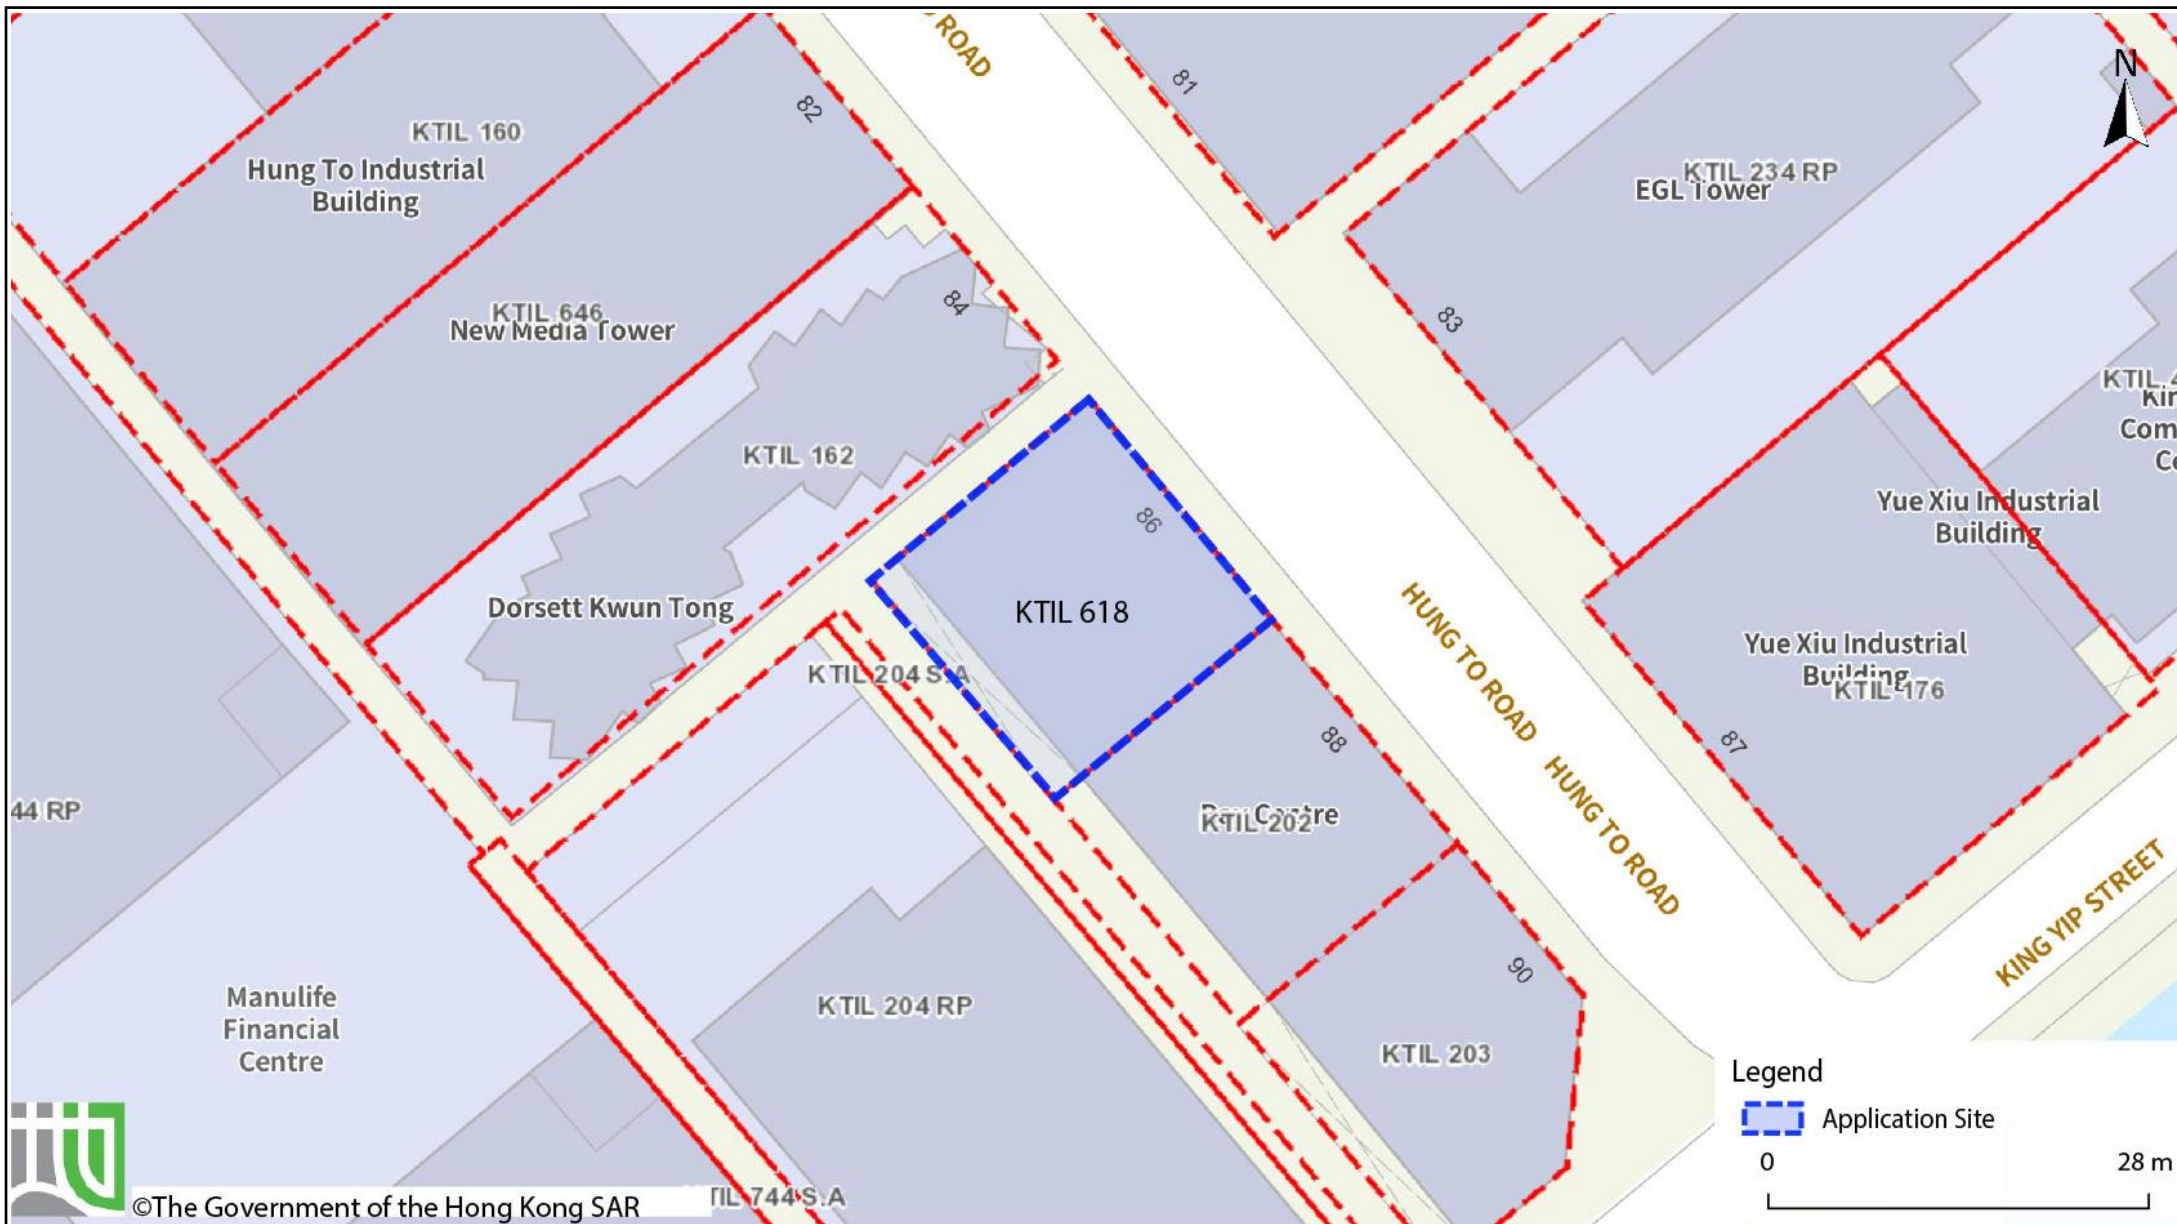 ROAD
81
82
KTIL 160
Hung To Industrial
Building
N
KTIL 234 RP
EGL Tower
84
KTIL 646
New Media Tower
83
KTIL
Com
KTIL 162
86
Yue Xiu Industrial
Building
Dorsett Kwun Tong
KTIL 618
HUNG TO ROAD
KTIL 204 S.A
Yue Xiu Industrial
Building
KTIL 176
88
87
HUNG TO ROAD
44 RP
KTIL 202
KING YIP STREET
90
Manulife
Financial
Centre
KTIL 204 RP
KTIL 203
Legend
Application Site
0 28 m
TIL 744 S.A
©The Government of the Hong Kong SAR